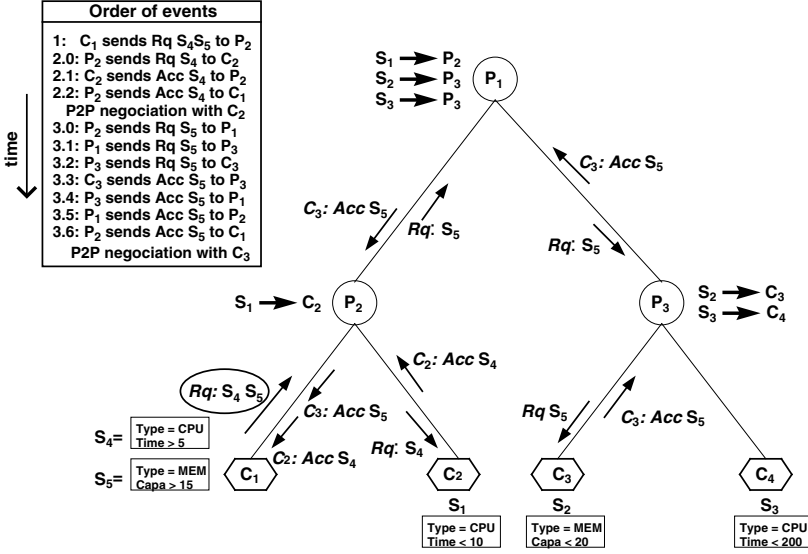 Order of events
1: C1 sends Rq S4S5 to P2
2.0: P2 sends Rq S4 to C2
2.1: C2 sends Acc S4 to P2
2.2: P2 sends Acc S4 to C1
P2P negociation with C2
3.0: P2 sends Rq S5 to P1
3.1: P1 sends Rq S5 to P3
3.2: P3 sends Rq S5 to C3
3.3: C3 sends Acc S5 to P3
3.4: P3 sends Acc S5 to P1
3.5: P1 sends Acc S5 to P2
3.6: P2 sends Acc S5 to C1
P2P negociation with C3
time
S1 P2
S2 P3
S3 P3
P1
C3: Acc S5
Rq: S5
C3: Acc S5
Rq: S5
S1 C2
P2
P3
S2 C3
S3 C4
Rq: S4 S5
C3: Acc S5
C2: Acc S4
C2: Acc S4
Rq: S4
Rq S5
C3: Acc S5
S4=
Type = CPU
Time > 5
S5=
Type = MEM
Capa > 15
C1
C2
C3
C4
S1
Type = CPU
Time < 10
S2
Type = MEM
Capa < 20
S3
Type = CPU
Time < 200